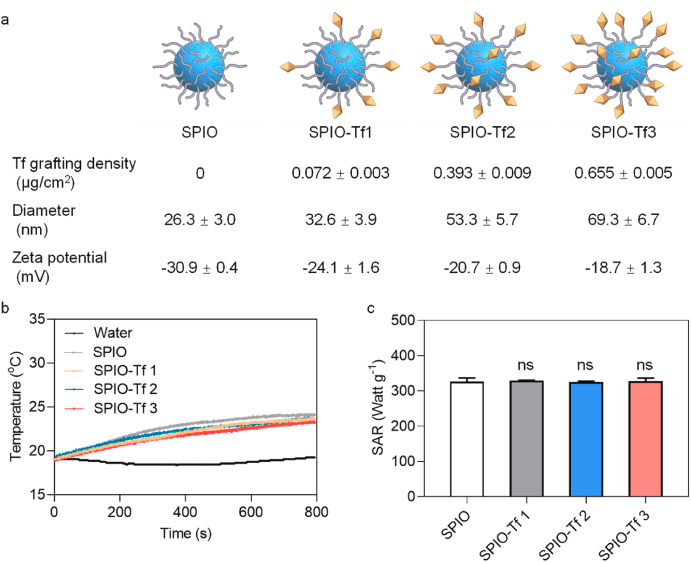 a
SPIO SPIO-Tf1 SPIO-Tf2 SPIO-Tf3
Tf grafting density (µg/cm²) 0 0.072 ± 0.003 0.393 ± 0.009 0.655 ± 0.005
Diameter (nm) 26.3 ± 3.0 32.6 ± 3.9 53.3 ± 5.7 69.3 ± 6.7
Zeta potential (mV) -30.9 ± 0.4 -24.1 ± 1.6 -20.7 ± 0.9 -18.7 ± 1.3
b
35
30
25
20
15
Temperature (°C)
Water
SPIO
SPIO-Tf 1
SPIO-Tf 2
SPIO-Tf 3
0 200 400 600 800
Time (s)
c
500
400
300
200
100
0
SAR (Watt g⁻¹)
ns ns ns
SPIO SPIO-Tf 1 SPIO-Tf 2 SPIO-Tf 3